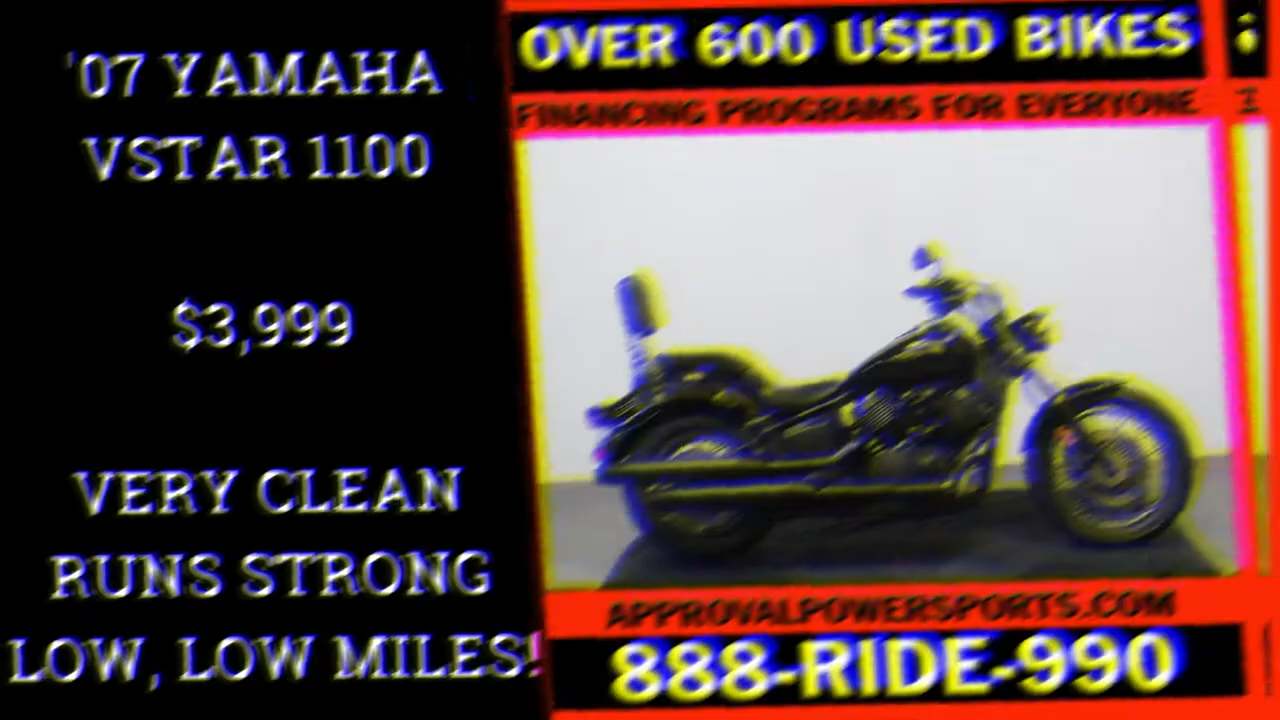 '07 YAMAHA
VSTAR 1100
$3,999
VERY CLEAN
RUNS STRONG
LOW, LOW MILES!
OVER 600 USED BIKES
FINANCING PROGRAMS FOR EVERYONE
APPROVALPOWERSPORTS.COM
888-RIDE-990